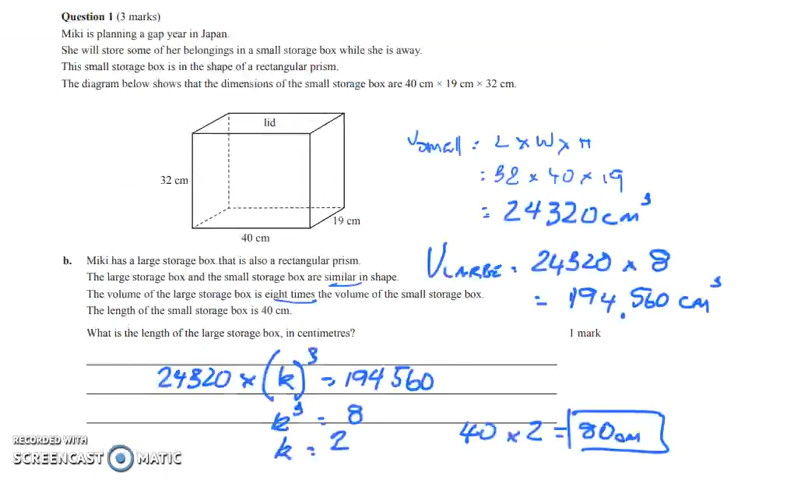 Question 1 (3 marks)
Miki is planning a gap year in Japan.
She will store some of her belongings in a small storage box while she is away.
This small storage box is in the shape of a rectangular prism.
The diagram below shows that the dimensions of the small storage box are 40 cm × 19 cm × 32 cm.
lid
32 cm
19 cm
40 cm
Vsmall = L × W × H
= 32 × 40 × 19
= 24320 cm³
b. Miki has a large storage box that is also a rectangular prism.
The large storage box and the small storage box are similar in shape.
The volume of the large storage box is eight times the volume of the small storage box.
The length of the small storage box is 40 cm.
VLARGE = 24320 × 8
= 194,560 cm³
What is the length of the large storage box, in centimetres? 1 mark
24320 × (k)³ = 194560
k³ = 8
k = 2
40 × 2 = 80cm
RECORDED WITH
SCREENCAST MATIC